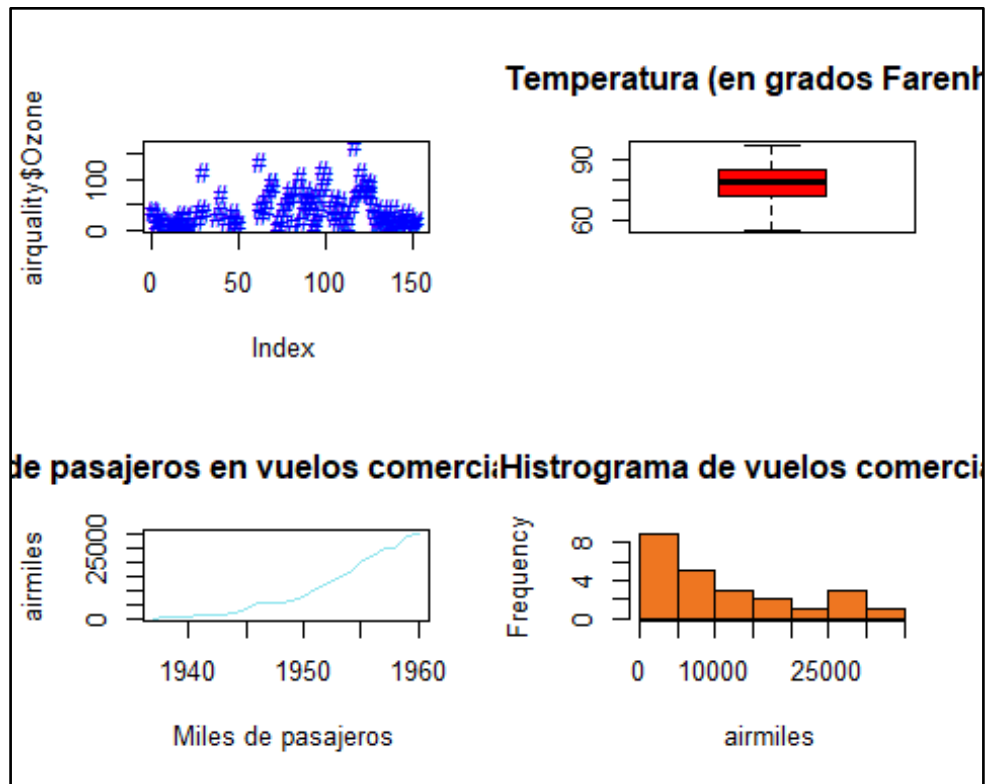 Temperatura (en grados Farenh
airquality$Ozone
100
0
0 50 100 150
Index
90
60
de pasajeros en vuelos comercia
Histrograma de vuelos comercia
airmiles
25000
0
1940 1950 1960
Miles de pasajeros
Frequency
8
4
0
0 10000 25000
airmiles